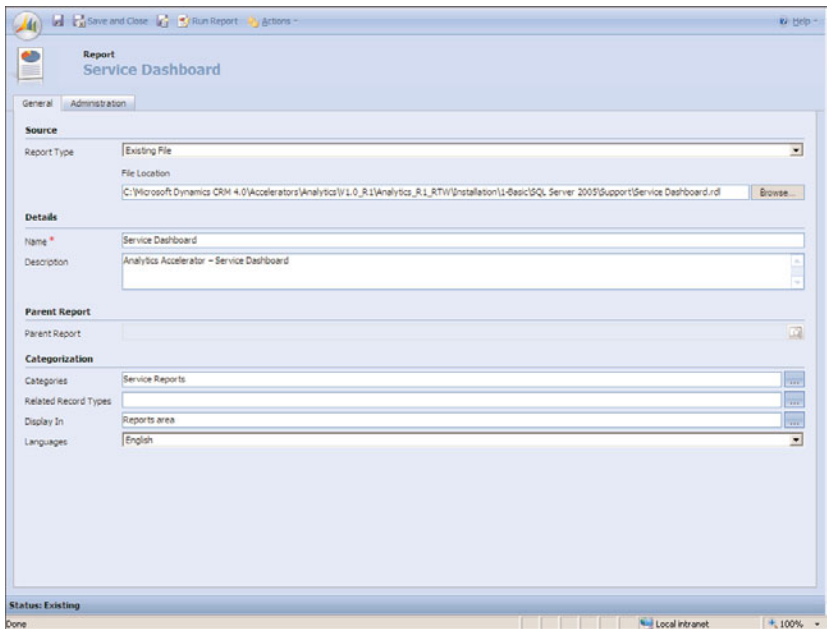 Save and Close Run Report Actions Help
Report
Service Dashboard
General Administration
Source
Report Type Existing File
File Location
C:\Microsoft Dynamics CRM 4.0\Accelerators\Analytics\V1.0_R1\Analytics_R1_RTW\Installation\1-Basic\SQL Server 2005\Support\Service Dashboard.rdl Browse...
Details
Name * Service Dashboard
Description Analytics Accelerator – Service Dashboard
Parent Report
Parent Report
Categorization
Categories Service Reports ...
Related Record Types ...
Display In Reports area ...
Languages English
Status: Existing
Done Local intranet 100%